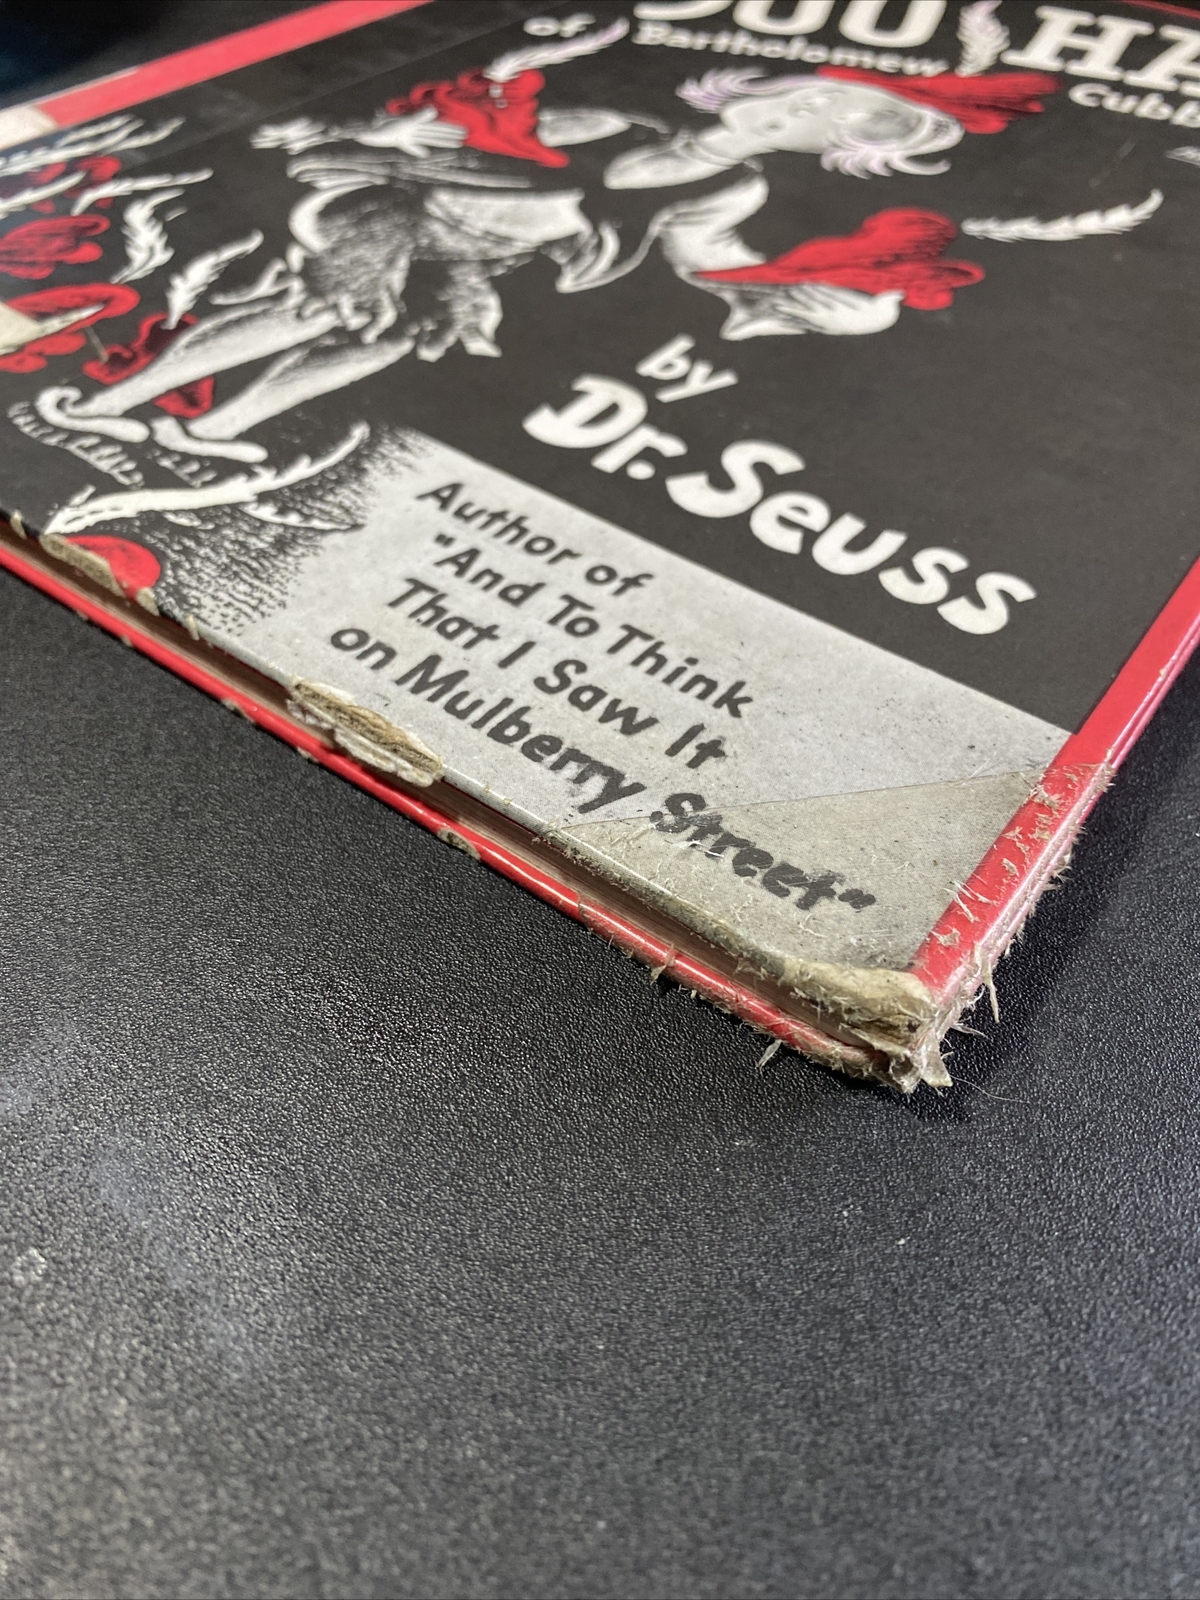 500 HA
of Bartholomew Cubb
by
Dr. Seuss
Author of
"And To Think
That I Saw It
on Mulberry Street"